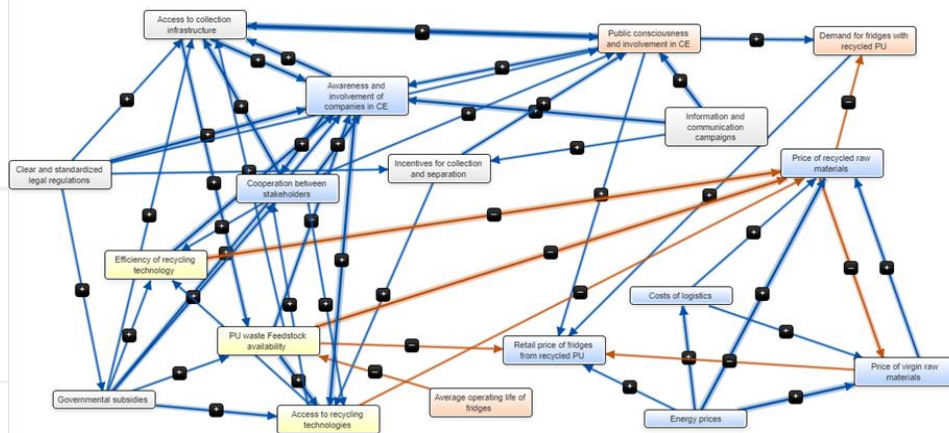 Access to collection
infrastructure
Public consciousness
and involvement in CE
Demand for fridges with
recycled PU
Awareness and
involvement of
companies in CE
Information and
communication
campaigns
Clear and standardized
legal regulations
Incentives for collection
and separation
Price of recycled raw
materials
Cooperation between
stakeholders
Efficiency of recycling
technology
Costs of logistics
PU waste Feedstock
availability
Retail price of fridges
from recycled PU
Price of virgin raw
materials
Governmental subsidies
Average operating life of
fridges
Access to recycling
technologies
Energy prices